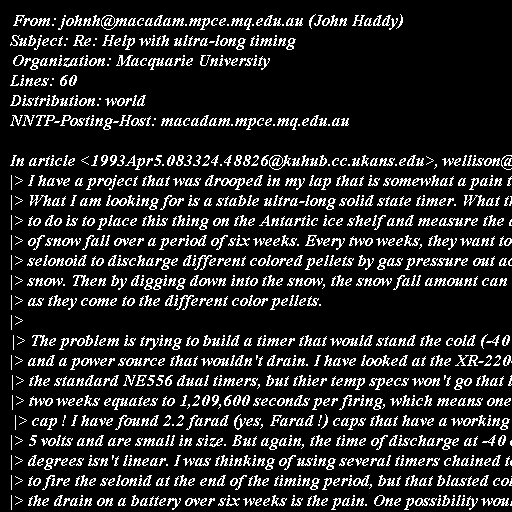 From: johnh@macadam.mpce.mq.edu.au (John Haddy)
Subject: Re: Help with ultra-long timing
Organization: Macquarie University
Lines: 60
Distribution: world
NNTP-Posting-Host: macadam.mpce.mq.edu.au

In article <1993Apr5.083324.48826@kuhub.cc.ukans.edu>, wellison@
|> I have a project that was drooped in my lap that is somewhat a pain
|> What I am looking for is a stable ultra-long solid state timer. What
|> to do is to place this thing on the Antartic ice shelf and measure the
|> of snow fall over a period of six weeks. Every two weeks, they want to
|> selonoid to discharge different colored pellets by gas pressure out
|> snow. Then by digging down into the snow, the snow fall amount can
|> as they come to the different color pellets.
|>
|> The problem is trying to build a timer that would stand the cold (-40
|> and a power source that wouldn't drain. I have looked at the XR-220
|> the standard NE556 dual timers, but thier temp specs won't go that
|> two weeks equates to 1,209,600 seconds per firing, which means one
|> cap ! I have found 2.2 farad (yes, Farad !) caps that have a working
|> 5 volts and are small in size. But again, the time of discharge at -40
|> degrees isn't linear. I was thinking of using several timers chained
|> to fire the selonid at the end of the timing period, but that blasted
|> the drain on a battery over six weeks is the pain. One possibility